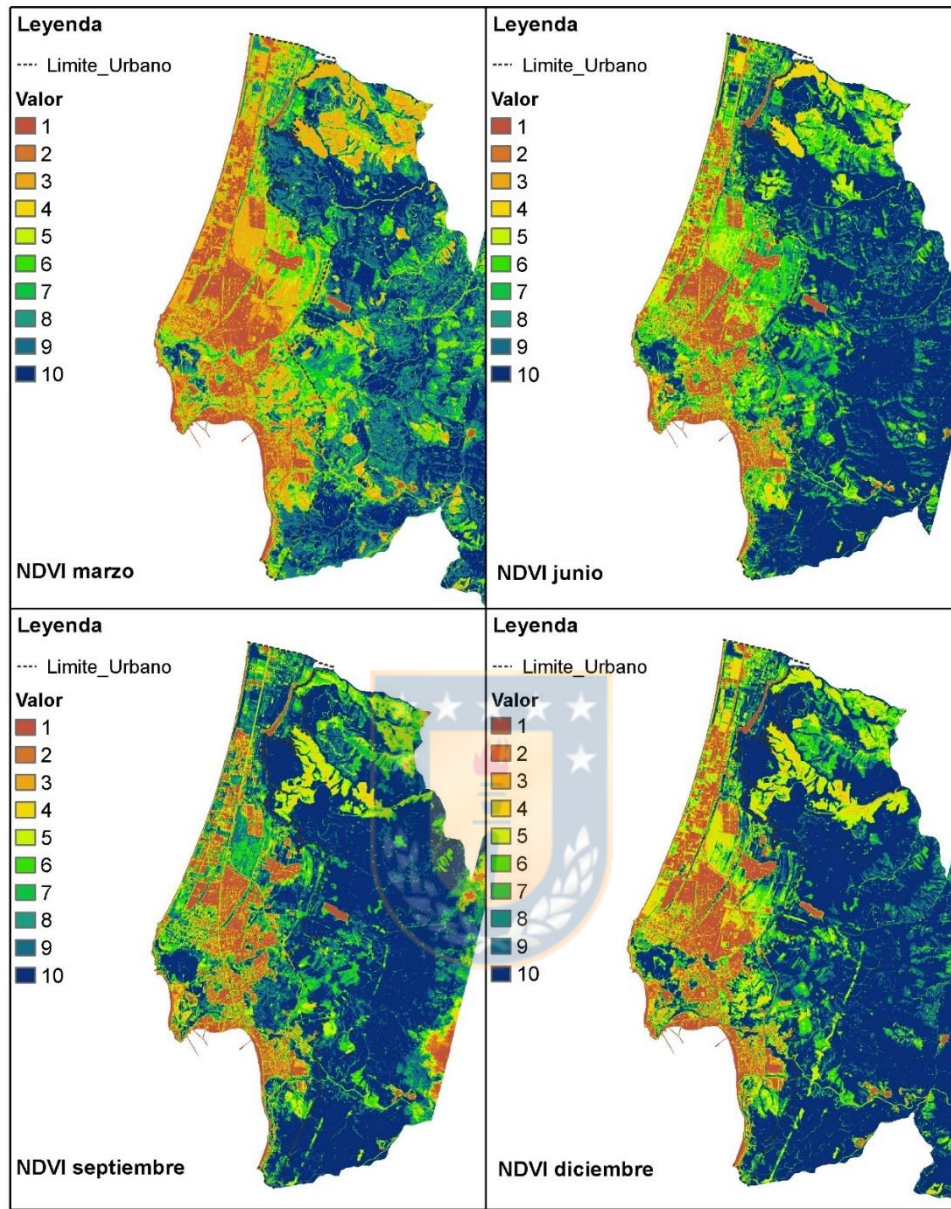 Leyenda
Limite_Urbano
Valor
1
2
3
4
5
6
7
8
9
10
NDVI marzo
Leyenda
Limite_Urbano
Valor
1
2
3
4
5
6
7
8
9
10
NDVI junio
Leyenda
Limite_Urbano
Valor
1
2
3
4
5
6
7
8
9
10
NDVI septiembre
Leyenda
Limite_Urbano
Valor
1
2
3
4
5
6
7
8
9
10
NDVI diciembre